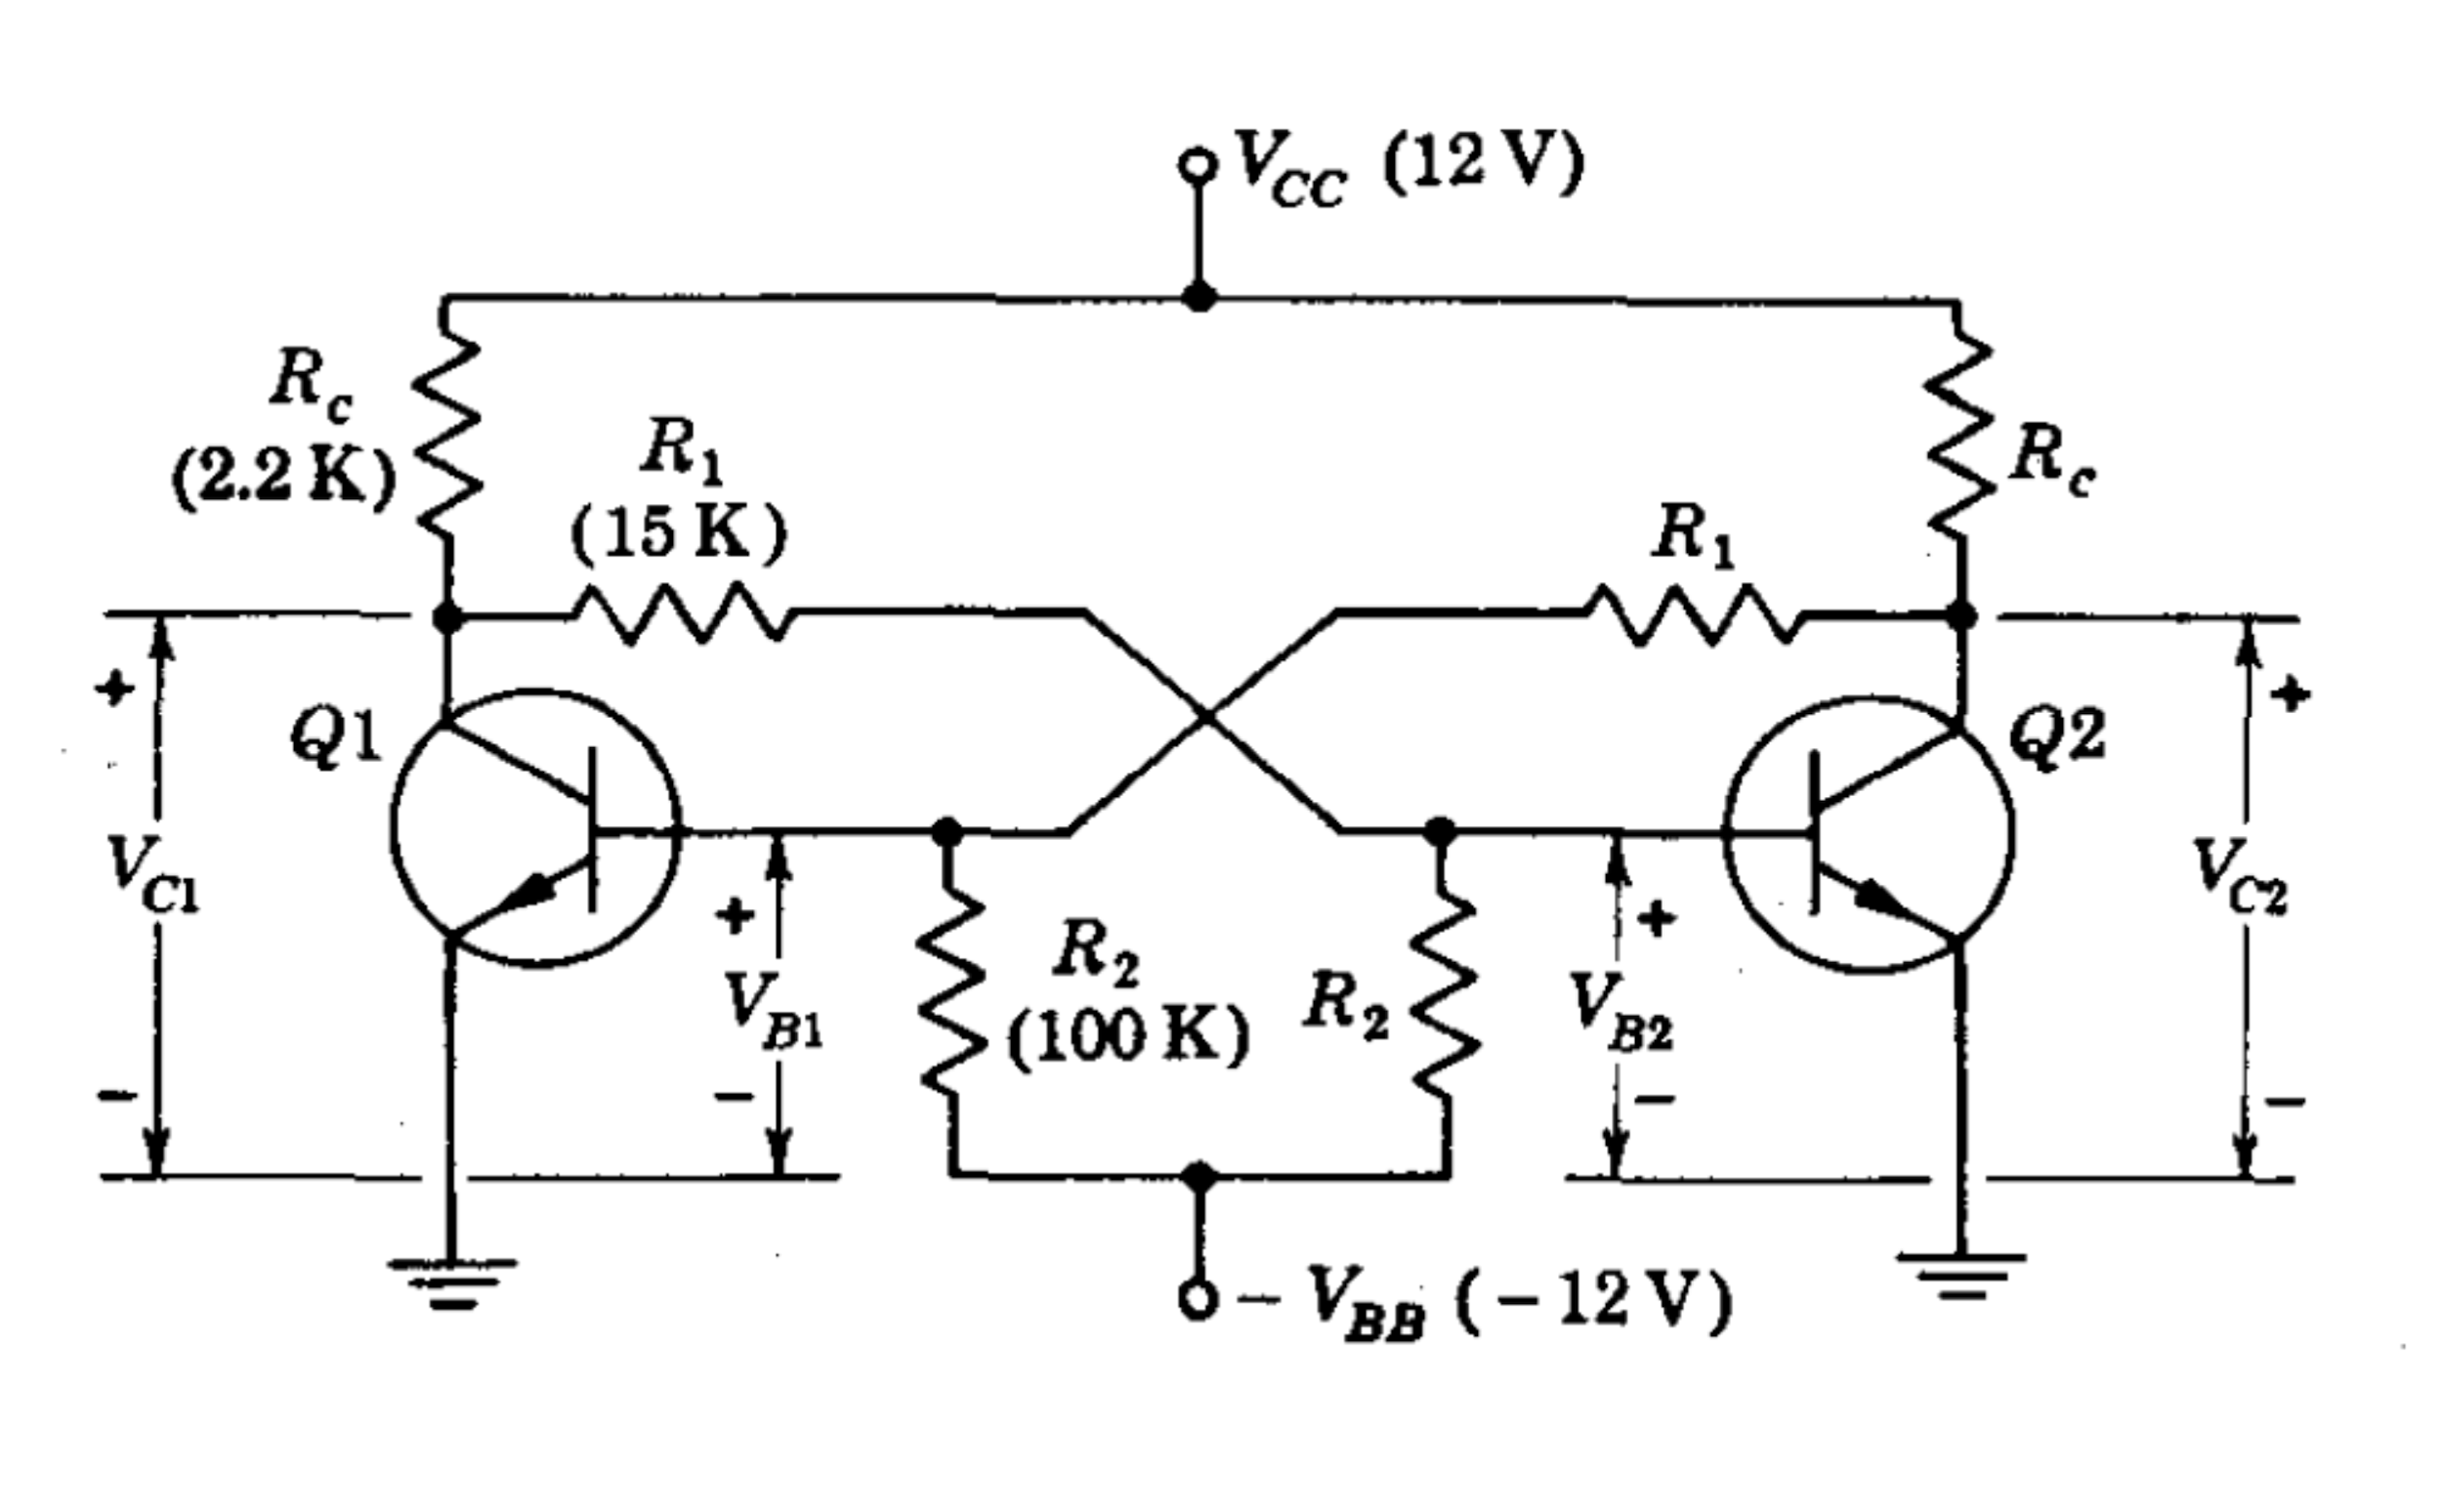 V_CC (12 V)
R_c
(2.2 K)
R_1
(15 K)
R_1
R_c
Q1
Q2
+
+
V_C1
+
V_B1
R_2
(100 K)
R_2
+
V_B2
V_C2
−
−
−
−
− V_BB (− 12 V)